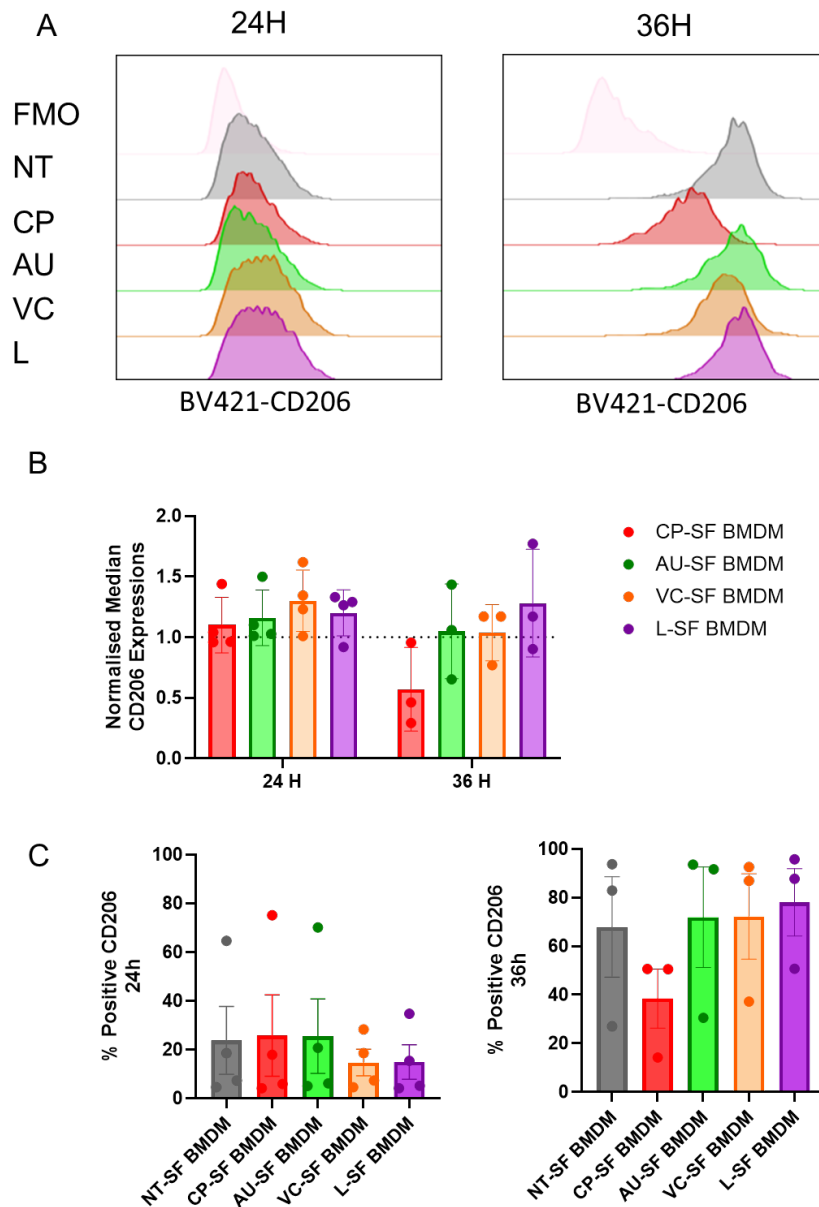 A
24H
36H
FMO
NT
CP
AU
VC
L
BV421-CD206
BV421-CD206
B
Normalised Median
CD206 Expressions
2.0
1.5
1.0
0.5
0.0
24 H
36 H
CP-SF BMDM
AU-SF BMDM
VC-SF BMDM
L-SF BMDM
C
% Positive CD206
24h
100
80
60
40
20
0
NT-SF BMDM
CP-SF BMDM
AU-SF BMDM
VC-SF BMDM
L-SF BMDM
% Positive CD206
36h
100
80
60
40
20
0
NT-SF BMDM
CP-SF BMDM
AU-SF BMDM
VC-SF BMDM
L-SF BMDM